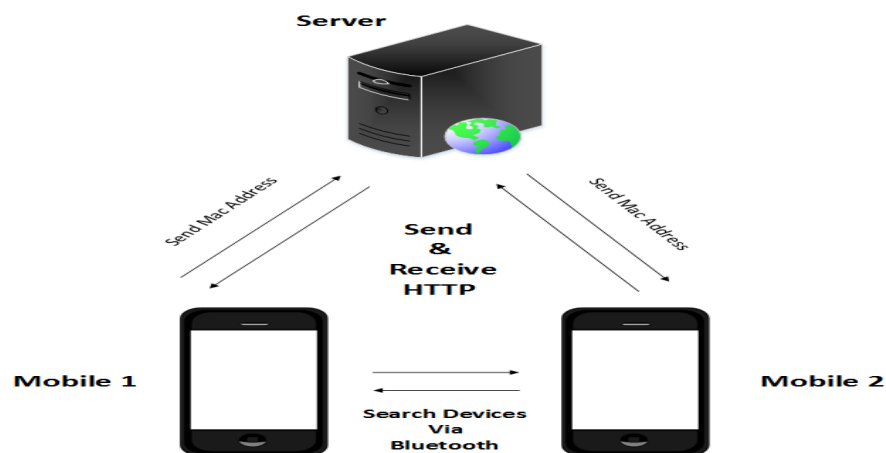 Server
Send Mac Address
Send Mac Address
Send
&
Receive
HTTP
Mobile 1
Mobile 2
Search Devices
Via
Bluetooth